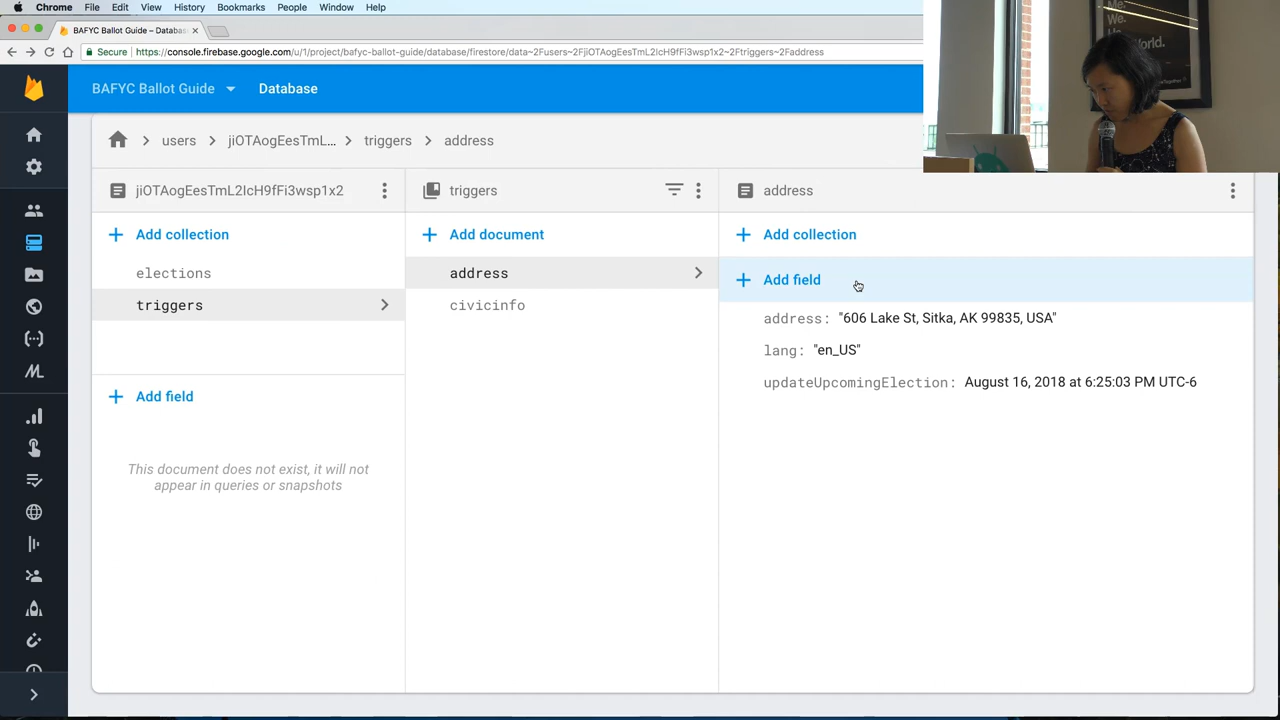 Chrome File Edit View History Bookmarks People Window Help
BAFYC Ballot Guide – Databas
Secure https://console.firebase.google.com/u/1/project/bafyc-ballot-guide/database/firestore/data~2Fusers~2FjiOTAogEesTmL2IcH9fFi3wsp1x2~2Ftriggers~2Faddress
BAFYC Ballot Guide Database
users jiOTAogEesTmL... triggers address
jiOTAogEesTmL2IcH9fFi3wsp1x2 triggers address
Add collection Add document Add collection
elections address Add field
triggers civicinfo address: "606 Lake St, Sitka, AK 99835, USA"
lang: "en_US"
Add field updateUpcomingElection: August 16, 2018 at 6:25:03 PM UTC-6
This document does not exist, it will not
appear in queries or snapshots
Me.
We.
World.